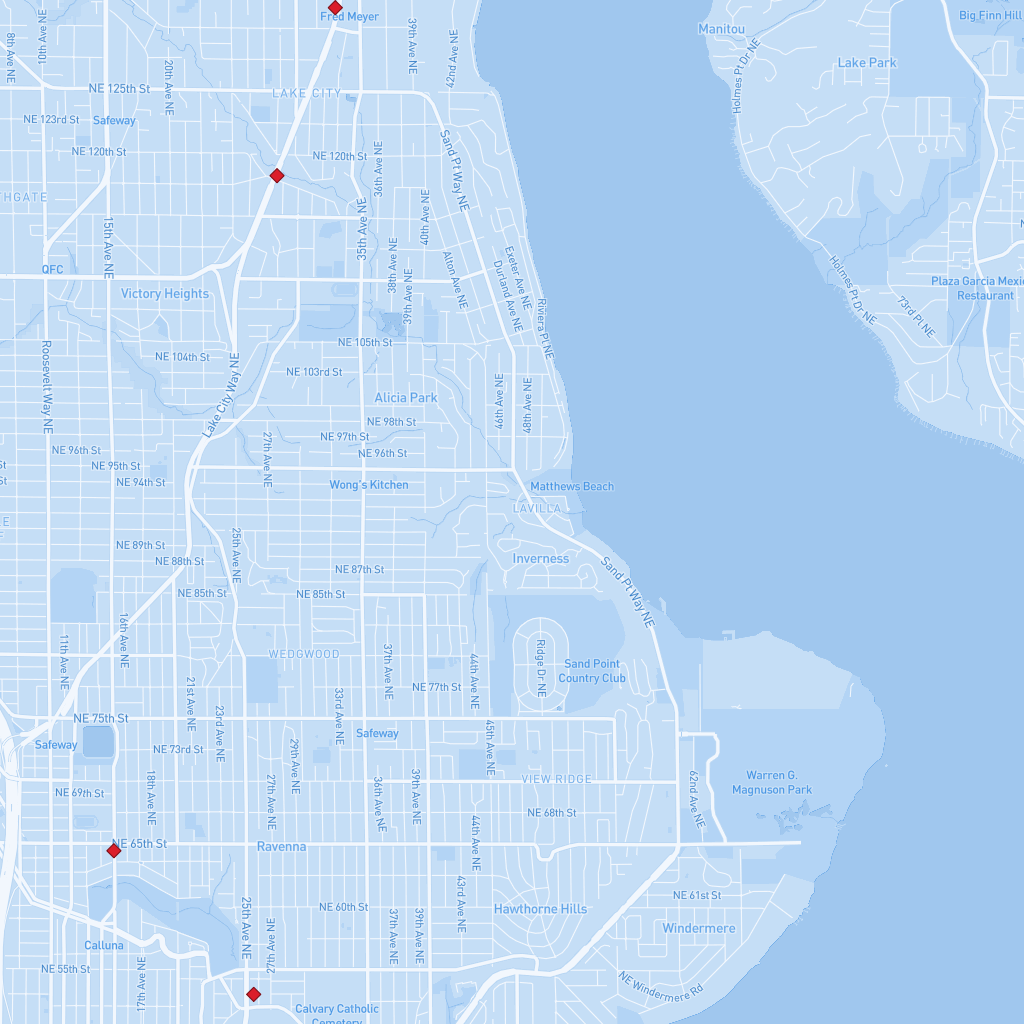 Fred Meyer
39th Ave NE
42nd Ave NE
8th Ave NE
10th Ave NE
20th Ave NE
Manitou
Holmes Pt Dr NE
Big Finn Hill
Lake Park
NE 125th St
LAKE CITY
NE 123rd St
Safeway
NE 120th St
NE 120th St
36th Ave NE
Sand Pt Way NE
THGATE
15th Ave NE
35th Ave NE
40th Ave NE
38th Ave NE
39th Ave NE
Alton Ave NE
Durland Ave NE
Exeter Ave NE
Riviera Pl NE
QFC
Victory Heights
Holmes Pt Dr NE
73rd Pl NE
Plaza Garcia Mexic
Restaurant
NE 105th St
NE 104th St
NE 103rd St
Roosevelt Way NE
Lake City Way NE
46th Ave NE
48th Ave NE
Alicia Park
NE 98th St
NE 97th St
NE 96th St
NE 96th St
NE 95th St
NE 94th St
27th Ave NE
Wong's Kitchen
Matthews Beach
LAVILLA
NE 89th St
NE 88th St
25th Ave NE
NE 87th St
NE 85th St
NE 85th St
Inverness
Sand Pt Way NE
16th Ave NE
11th Ave NE
WEDGWOOD
37th Ave NE
44th Ave NE
Ridge Dr NE
Sand Point
Country Club
NE 77th St
21st Ave NE
23rd Ave NE
33rd Ave NE
NE 75th St
Safeway
NE 73rd St
Safeway
45th Ave NE
29th Ave NE
VIEW RIDGE
NE 69th St
18th Ave NE
27th Ave NE
36th Ave NE
39th Ave NE
44th Ave NE
NE 68th St
62nd Ave NE
Warren G.
Magnuson Park
NE 65th St
Ravenna
43rd Ave NE
NE 61st St
NE 60th St
Hawthorne Hills
Windermere
25th Ave NE
27th Ave NE
37th Ave NE
39th Ave NE
Calluna
NE 55th St
17th Ave NE
NE Windermere Rd
Calvary Catholic
Cemetery